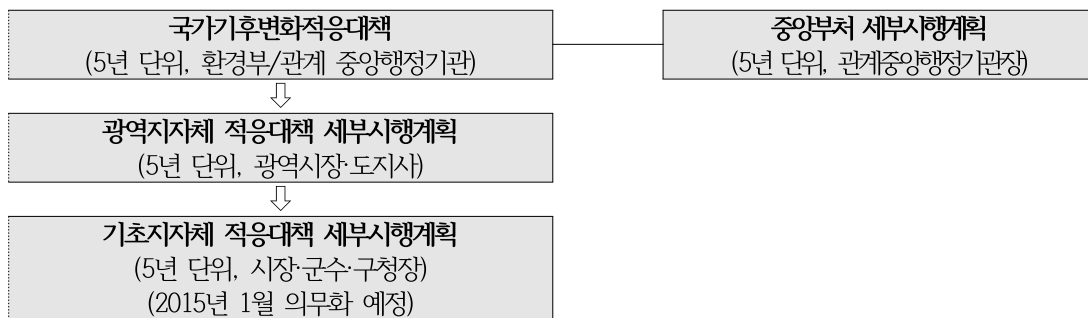 국가기후변화적응대책
(5년 단위, 환경부/관계 중앙행정기관)
중앙부처 세부시행계획
(5년 단위, 관계중앙행정기관장)
광역지자체 적응대책 세부시행계획
(5년 단위, 광역시장·도지사)
기초지자체 적응대책 세부시행계획
(5년 단위, 시장·군수·구청장)
(2015년 1월 의무화 예정)